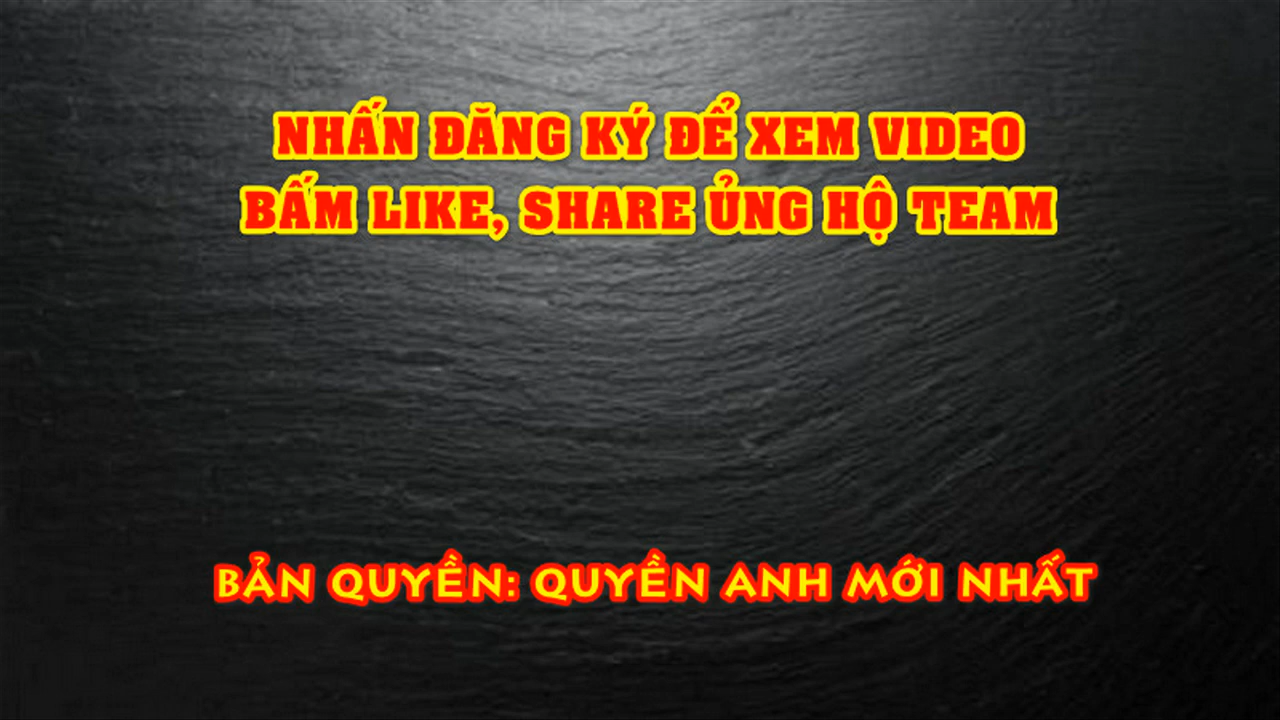 NHẤN ĐĂNG KÝ ĐỂ XEM VIDEO
BẤM LIKE, SHARE ỦNG HỘ TEAM
BẢN QUYỀN: QUYỀN ANH MỚI NHẤT